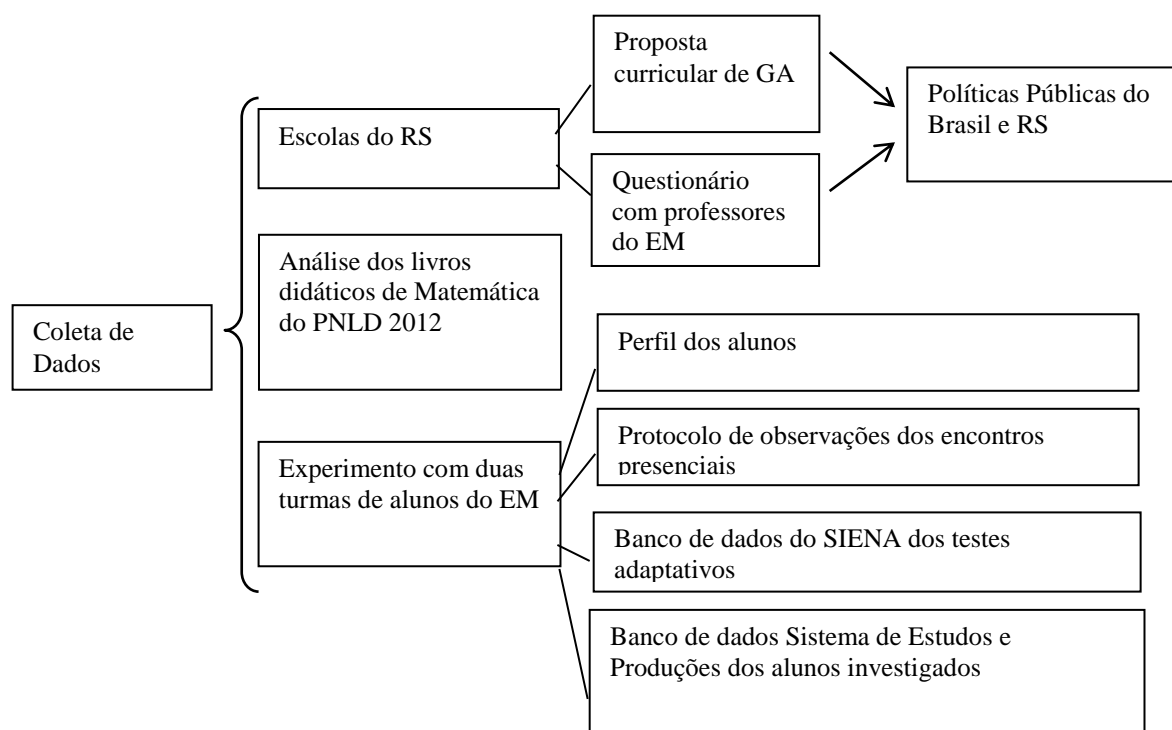 Coleta de
Dados
Escolas do RS
Proposta
curricular de GA
Questionário
com professores
do EM
Políticas Públicas do
Brasil e RS
Análise dos livros
didáticos de Matemática
do PNLD 2012
Experimento com duas
turmas de alunos do EM
Perfil dos alunos
Protocolo de observações dos encontros
presenciais
Banco de dados do SIENA dos testes
adaptativos
Banco de dados Sistema de Estudos e
Produções dos alunos investigados